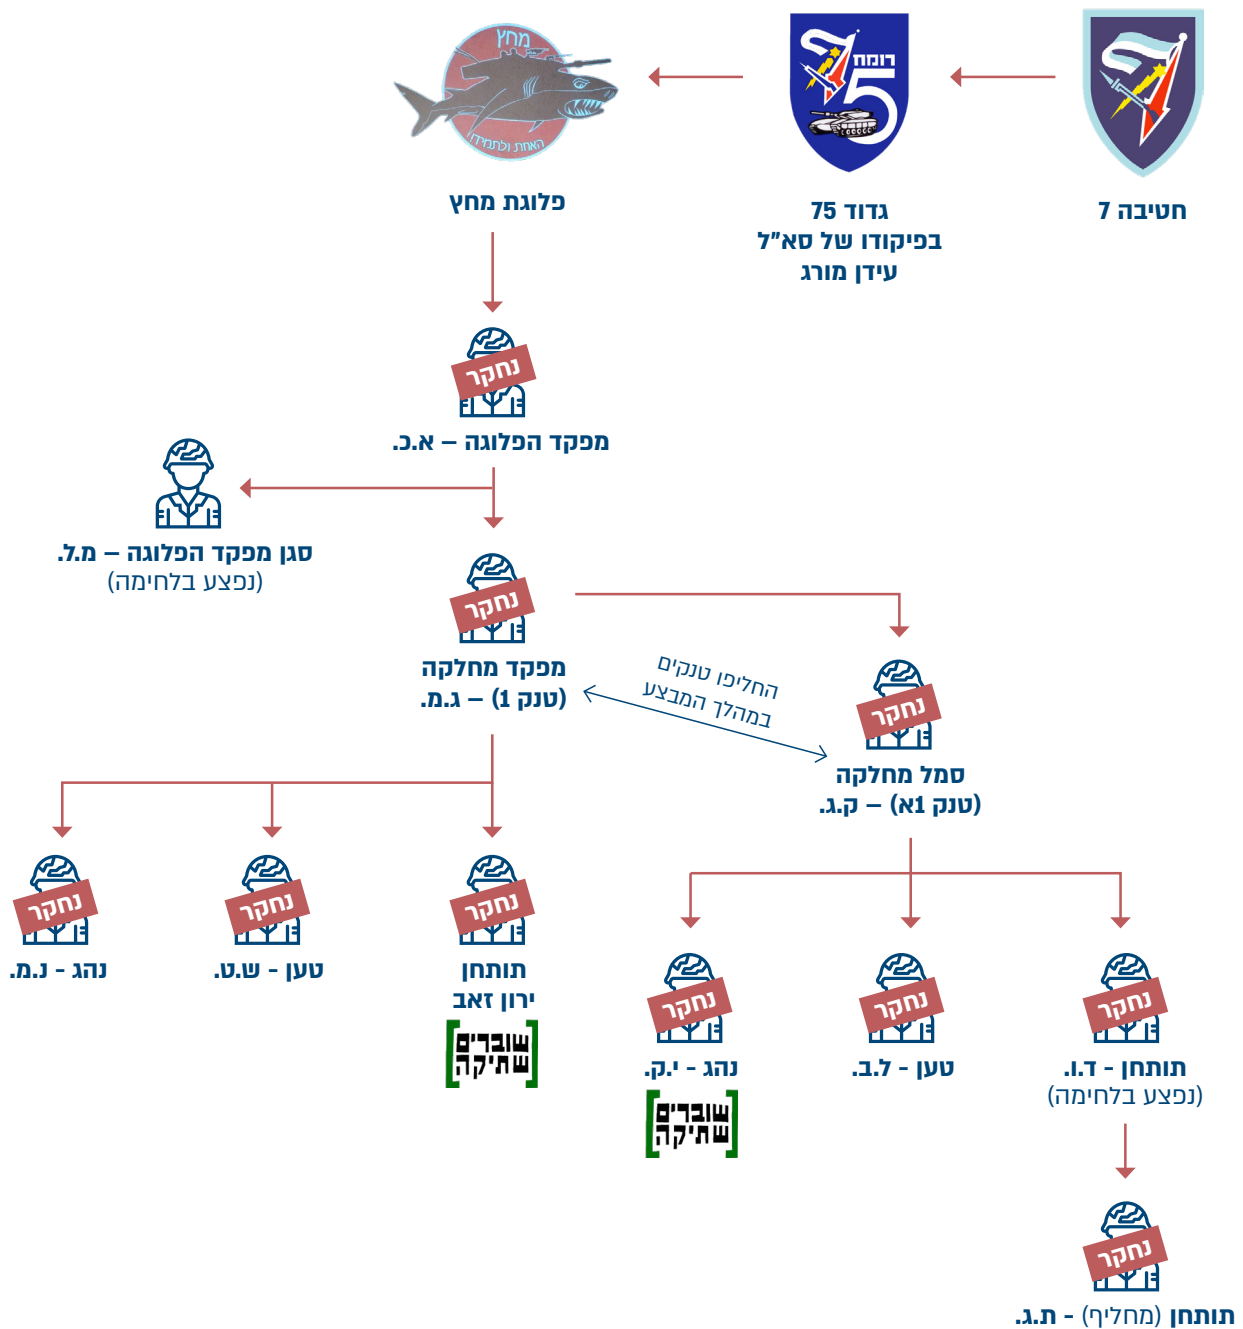 רומח
75
חטיבה 7
גדוד 75
בפיקודו של סא"ל
עידן מורג
מחץ
האחת ולתמיד!
פלוגת מחץ
נחקר
מפקד הפלוגה – א.כ.
סגן מפקד הפלוגה – מ.ל.
(נפצע בלחימה)
נחקר
מפקד מחלקה
(טנק 1) – ג.מ.
החליפו טנקים
במהלך המבצע
נחקר
סמל מחלקה
(טנק 1א) – ק.ג.
נחקר
תותחן
ירון זאב
שוברים
שתיקה
נחקר
טען - ש.ט.
נחקר
נהג - נ.מ.
נחקר
תותחן - ד.ו.
(נפצע בלחימה)
נחקר
טען - ל.ב.
נחקר
נהג - י.ק.
שוברים
שתיקה
נחקר
תותחן (מחליף) - ת.ג.